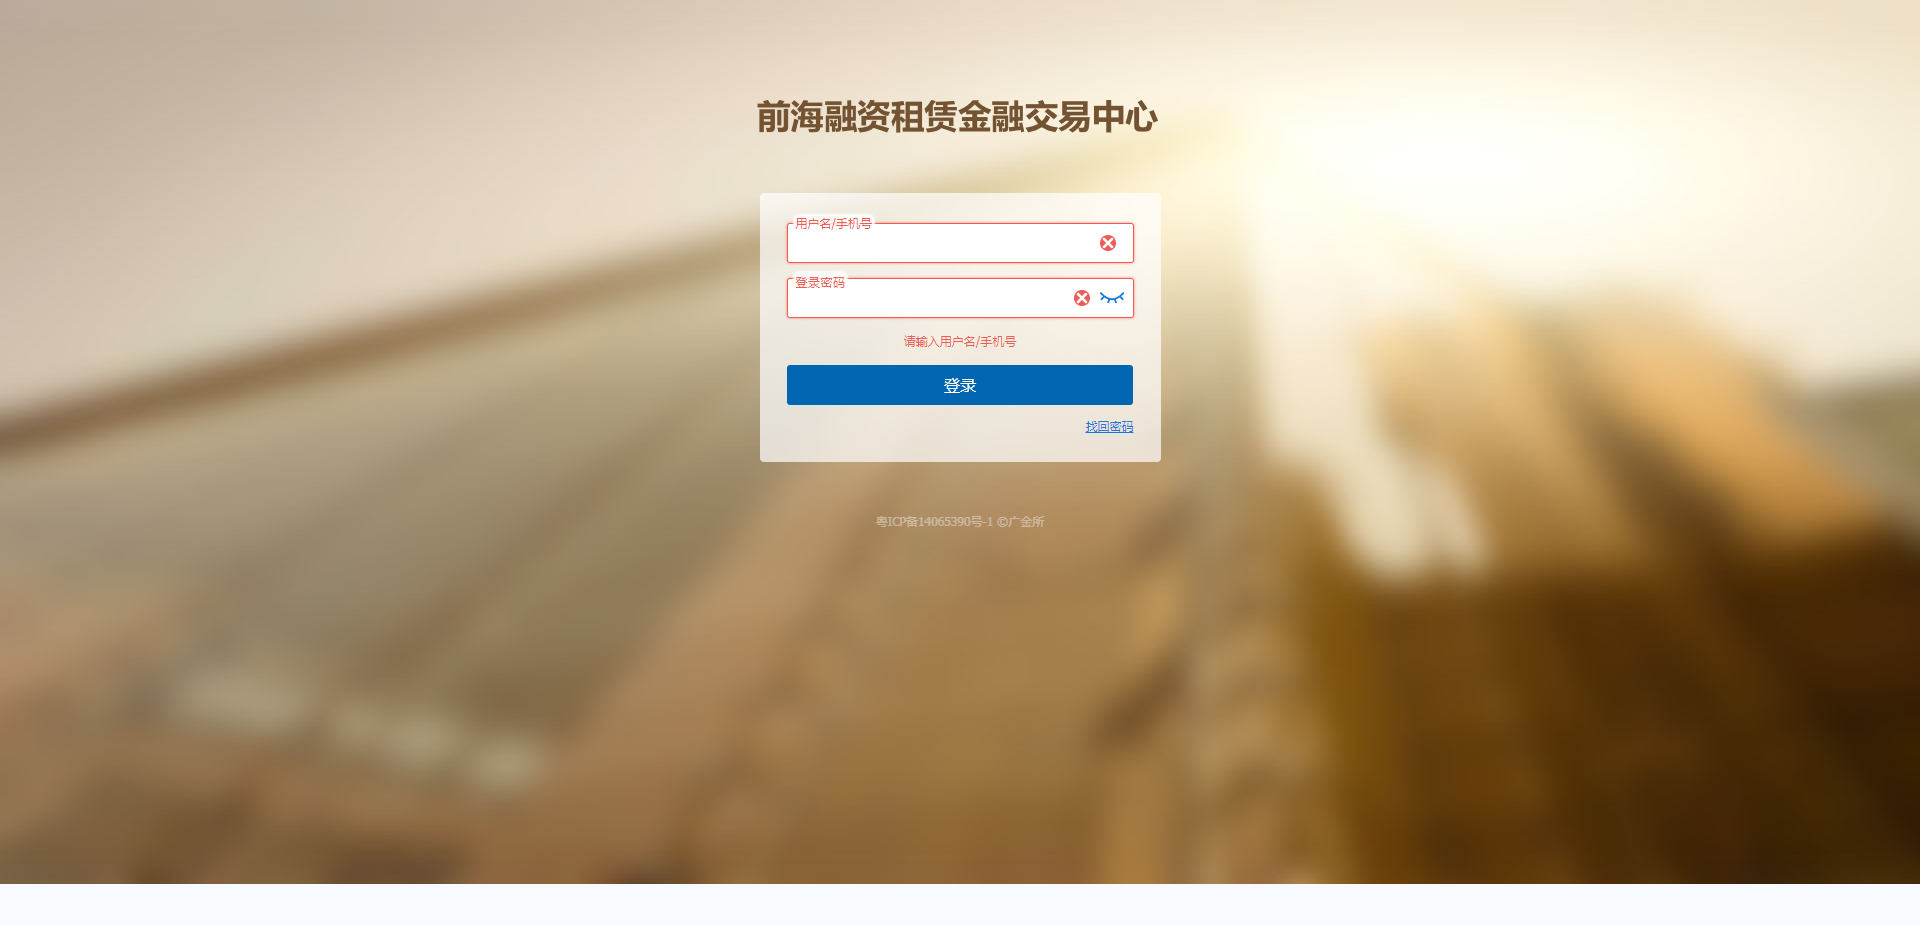 前海融资租赁金融交易中心
用户名/手机号
登录密码
请输入用户名/手机号
登录
找回密码
粤ICP备14065390号-1 ©广金所